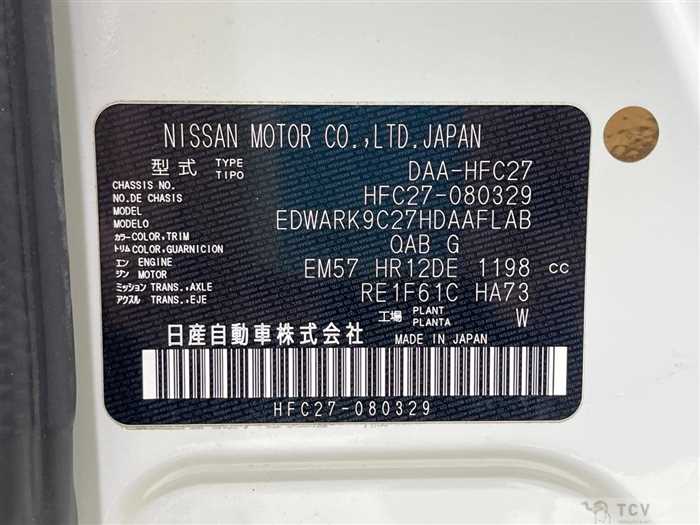 NISSAN MOTOR CO.,LTD.JAPAN
型式 TYPE TIPO DAA-HFC27
CHASSIS NO. NO.DE CHASIS HFC27-080329
MODEL MODELO EDWARK9C27HDAAFLAB
カラー COLOR,TRIM トリム COLOR,GUARNICION QAB G
エンジン ENGINE MOTOR EM57 HR12DE 1198 cc
ミッション TRANS.,AXLE アクスル TRANS.,EJE RE1F61C HA73
工場 PLANT PLANTA W
日産自動車株式会社 MADE IN JAPAN
HFC27-080329
TCV